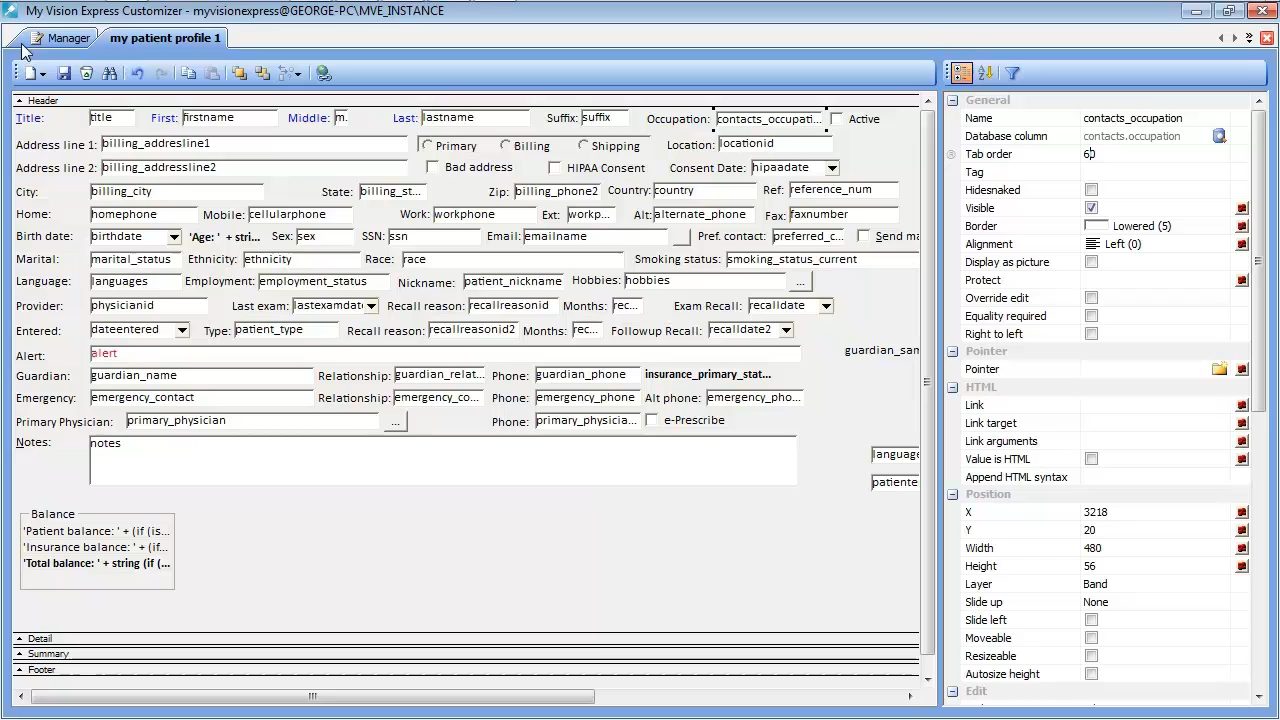 My Vision Express Customizer - myvisionexpress@GEORGE-PC\MVE_INSTANCE
Manager my patient profile 1
Header
Title: title First: firstname Middle: m. Last: lastname Suffix: suffix Occupation: contacts_occupati... Active
Address line 1: billing_addressline1 Primary Billing Shipping Location: locationid
Address line 2: billing_addressline2 Bad address HIPAA Consent Consent Date: hipaadate
City: billing_city State: billing_st... Zip: billing_phone2 Country: country Ref: reference_num
Home: homephone Mobile: cellularphone Work: workphone Ext: workp... Alt: alternate_phone Fax: faxnumber
Birth date: birthdate 'Age: ' + stri... Sex: sex SSN: ssn Email: emailname Pref. contact: preferred_c... Send ma
Marital: marital_status Ethnicity: ethnicity Race: race Smoking status: smoking_status_current
Language: languages Employment: employment_status Nickname: patient_nickname Hobbies: hobbies ...
Provider: physicianid Last exam: lastexamdate Recall reason: recallreasonid Months: rec... Exam Recall: recalldate
Entered: dateentered Type: patient_type Recall reason: recallreasonid2 Months: rec... Followup Recall: recalldate2
Alert: alert guardian_sam
Guardian: guardian_name Relationship: guardian_relat... Phone: guardian_phone insurance_primary_stat...
Emergency: emergency_contact Relationship: emergency_co... Phone: emergency_phone Alt phone: emergency_pho...
Primary Physician: primary_physician ... Phone: primary_physicia... e-Prescribe
Notes: notes
language
patiente
Balance
'Patient balance: ' + (if (is...
'Insurance balance: ' + (if...
'Total balance: ' + string (if (...
Detail
Summary
Footer
General
Name contacts_occupation
Database column contacts.occupation
Tab order 6
Tag
Hidesnaked
Visible
Border Lowered (5)
Alignment Left (0)
Display as picture
Protect
Override edit
Equality required
Right to left
Pointer
Pointer
HTML
Link
Link target
Link arguments
Value is HTML
Append HTML syntax
Position
X 3218
Y 20
Width 480
Height 56
Layer Band
Slide up None
Slide left
Moveable
Resizeable
Autosize height
Edit